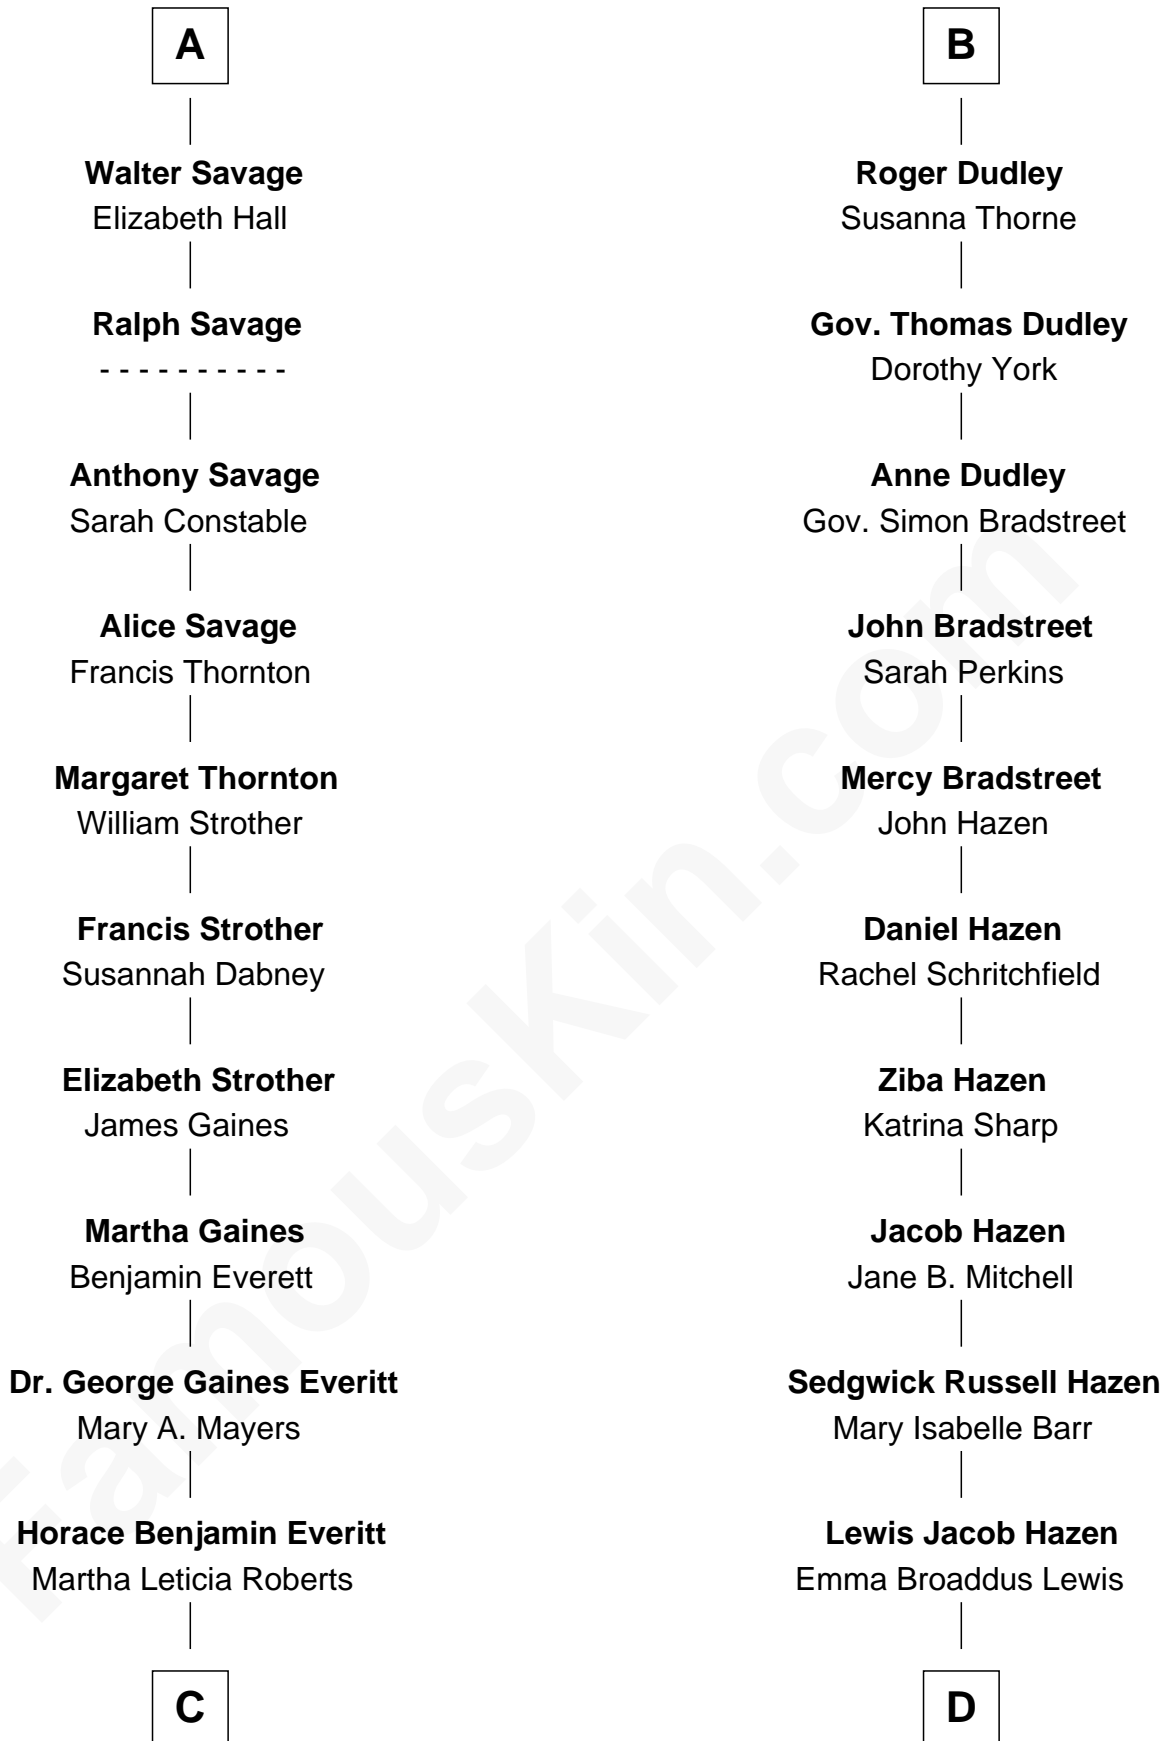 A
Walter Savage
Elizabeth Hall
Ralph Savage
- - - - - - - - - -
Anthony Savage
Sarah Constable
Alice Savage
Francis Thornton
Margaret Thornton
William Strother
Francis Strother
Susannah Dabney
Elizabeth Strother
James Gaines
Martha Gaines
Benjamin Everett
Dr. George Gaines Everitt
Mary A. Mayers
Horace Benjamin Everitt
Martha Leticia Roberts
C
B
Roger Dudley
Susanna Thorne
Gov. Thomas Dudley
Dorothy York
Anne Dudley
Gov. Simon Bradstreet
John Bradstreet
Sarah Perkins
Mercy Bradstreet
John Hazen
Daniel Hazen
Rachel Schritchfield
Ziba Hazen
Katrina Sharp
Jacob Hazen
Jane B. Mitchell
Sedgwick Russell Hazen
Mary Isabelle Barr
Lewis Jacob Hazen
Emma Broaddus Lewis
D
FamousKin.com